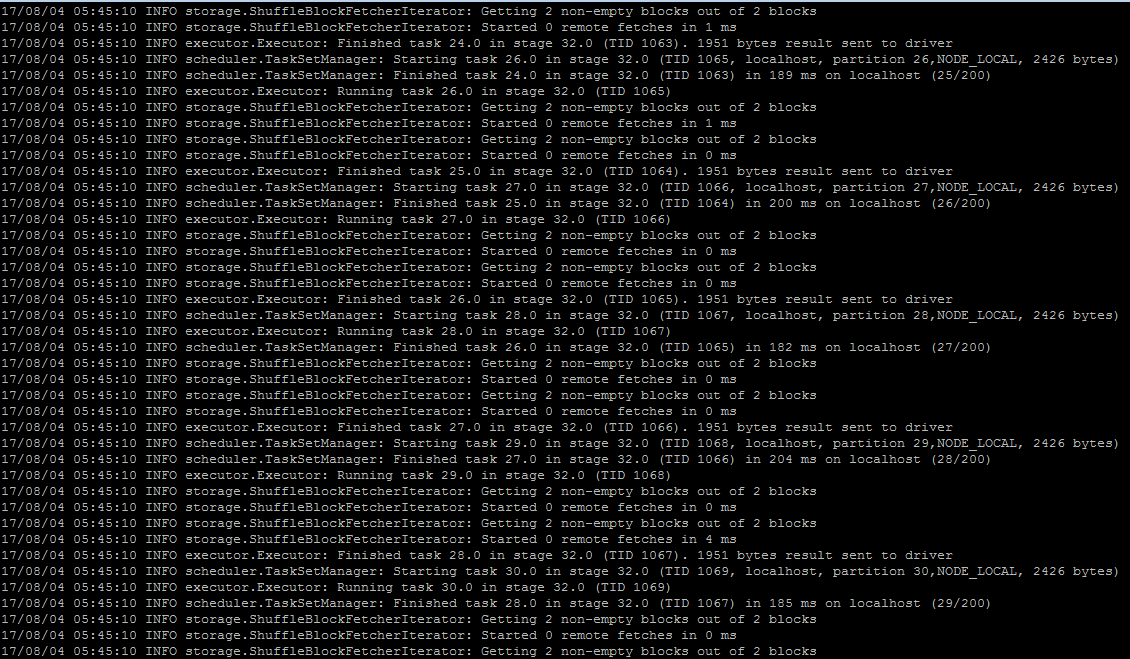 17/08/04 05:45:10 INFO storage.ShuffleBlockFetcherIterator: Getting 2 non-empty blocks out of 2 blocks
17/08/04 05:45:10 INFO storage.ShuffleBlockFetcherIterator: Started 0 remote fetches in 1 ms
17/08/04 05:45:10 INFO executor.Executor: Finished task 24.0 in stage 32.0 (TID 1063). 1951 bytes result sent to driver
17/08/04 05:45:10 INFO scheduler.TaskSetManager: Starting task 26.0 in stage 32.0 (TID 1065, localhost, partition 26,NODE_LOCAL, 2426 bytes)
17/08/04 05:45:10 INFO scheduler.TaskSetManager: Finished task 24.0 in stage 32.0 (TID 1063) in 189 ms on localhost (25/200)
17/08/04 05:45:10 INFO executor.Executor: Running task 26.0 in stage 32.0 (TID 1065)
17/08/04 05:45:10 INFO storage.ShuffleBlockFetcherIterator: Getting 2 non-empty blocks out of 2 blocks
17/08/04 05:45:10 INFO storage.ShuffleBlockFetcherIterator: Started 0 remote fetches in 1 ms
17/08/04 05:45:10 INFO storage.ShuffleBlockFetcherIterator: Getting 2 non-empty blocks out of 2 blocks
17/08/04 05:45:10 INFO storage.ShuffleBlockFetcherIterator: Started 0 remote fetches in 0 ms
17/08/04 05:45:10 INFO executor.Executor: Finished task 25.0 in stage 32.0 (TID 1064). 1951 bytes result sent to driver
17/08/04 05:45:10 INFO scheduler.TaskSetManager: Starting task 27.0 in stage 32.0 (TID 1066, localhost, partition 27,NODE_LOCAL, 2426 bytes)
17/08/04 05:45:10 INFO scheduler.TaskSetManager: Finished task 25.0 in stage 32.0 (TID 1064) in 200 ms on localhost (26/200)
17/08/04 05:45:10 INFO executor.Executor: Running task 27.0 in stage 32.0 (TID 1066)
17/08/04 05:45:10 INFO storage.ShuffleBlockFetcherIterator: Getting 2 non-empty blocks out of 2 blocks
17/08/04 05:45:10 INFO storage.ShuffleBlockFetcherIterator: Started 0 remote fetches in 0 ms
17/08/04 05:45:10 INFO storage.ShuffleBlockFetcherIterator: Getting 2 non-empty blocks out of 2 blocks
17/08/04 05:45:10 INFO storage.ShuffleBlockFetcherIterator: Started 0 remote fetches in 0 ms
17/08/04 05:45:10 INFO executor.Executor: Finished task 26.0 in stage 32.0 (TID 1065). 1951 bytes result sent to driver
17/08/04 05:45:10 INFO scheduler.TaskSetManager: Starting task 28.0 in stage 32.0 (TID 1067, localhost, partition 28,NODE_LOCAL, 2426 bytes)
17/08/04 05:45:10 INFO executor.Executor: Running task 28.0 in stage 32.0 (TID 1067)
17/08/04 05:45:10 INFO scheduler.TaskSetManager: Finished task 26.0 in stage 32.0 (TID 1065) in 182 ms on localhost (27/200)
17/08/04 05:45:10 INFO storage.ShuffleBlockFetcherIterator: Getting 2 non-empty blocks out of 2 blocks
17/08/04 05:45:10 INFO storage.ShuffleBlockFetcherIterator: Started 0 remote fetches in 0 ms
17/08/04 05:45:10 INFO storage.ShuffleBlockFetcherIterator: Getting 2 non-empty blocks out of 2 blocks
17/08/04 05:45:10 INFO storage.ShuffleBlockFetcherIterator: Started 0 remote fetches in 0 ms
17/08/04 05:45:10 INFO executor.Executor: Finished task 27.0 in stage 32.0 (TID 1066). 1951 bytes result sent to driver
17/08/04 05:45:10 INFO scheduler.TaskSetManager: Starting task 29.0 in stage 32.0 (TID 1068, localhost, partition 29,NODE_LOCAL, 2426 bytes)
17/08/04 05:45:10 INFO scheduler.TaskSetManager: Finished task 27.0 in stage 32.0 (TID 1066) in 204 ms on localhost (28/200)
17/08/04 05:45:10 INFO executor.Executor: Running task 29.0 in stage 32.0 (TID 1068)
17/08/04 05:45:10 INFO storage.ShuffleBlockFetcherIterator: Getting 2 non-empty blocks out of 2 blocks
17/08/04 05:45:10 INFO storage.ShuffleBlockFetcherIterator: Started 0 remote fetches in 0 ms
17/08/04 05:45:10 INFO storage.ShuffleBlockFetcherIterator: Getting 2 non-empty blocks out of 2 blocks
17/08/04 05:45:10 INFO storage.ShuffleBlockFetcherIterator: Started 0 remote fetches in 4 ms
17/08/04 05:45:10 INFO executor.Executor: Finished task 28.0 in stage 32.0 (TID 1067). 1951 bytes result sent to driver
17/08/04 05:45:10 INFO scheduler.TaskSetManager: Starting task 30.0 in stage 32.0 (TID 1069, localhost, partition 30,NODE_LOCAL, 2426 bytes)
17/08/04 05:45:10 INFO executor.Executor: Running task 30.0 in stage 32.0 (TID 1069)
17/08/04 05:45:10 INFO scheduler.TaskSetManager: Finished task 28.0 in stage 32.0 (TID 1067) in 185 ms on localhost (29/200)
17/08/04 05:45:10 INFO storage.ShuffleBlockFetcherIterator: Getting 2 non-empty blocks out of 2 blocks
17/08/04 05:45:10 INFO storage.ShuffleBlockFetcherIterator: Started 0 remote fetches in 0 ms
17/08/04 05:45:10 INFO storage.ShuffleBlockFetcherIterator: Getting 2 non-empty blocks out of 2 blocks